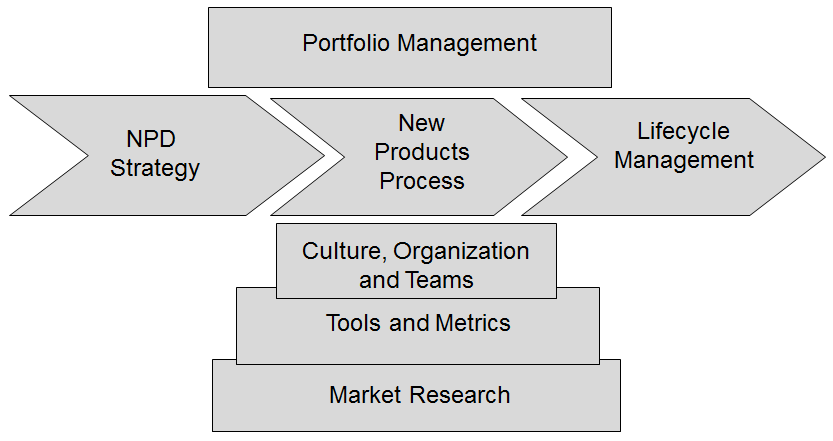 Portfolio Management
NPD
Strategy
New
Products
Process
Lifecycle
Management
Culture, Organization
and Teams
Tools and Metrics
Market Research